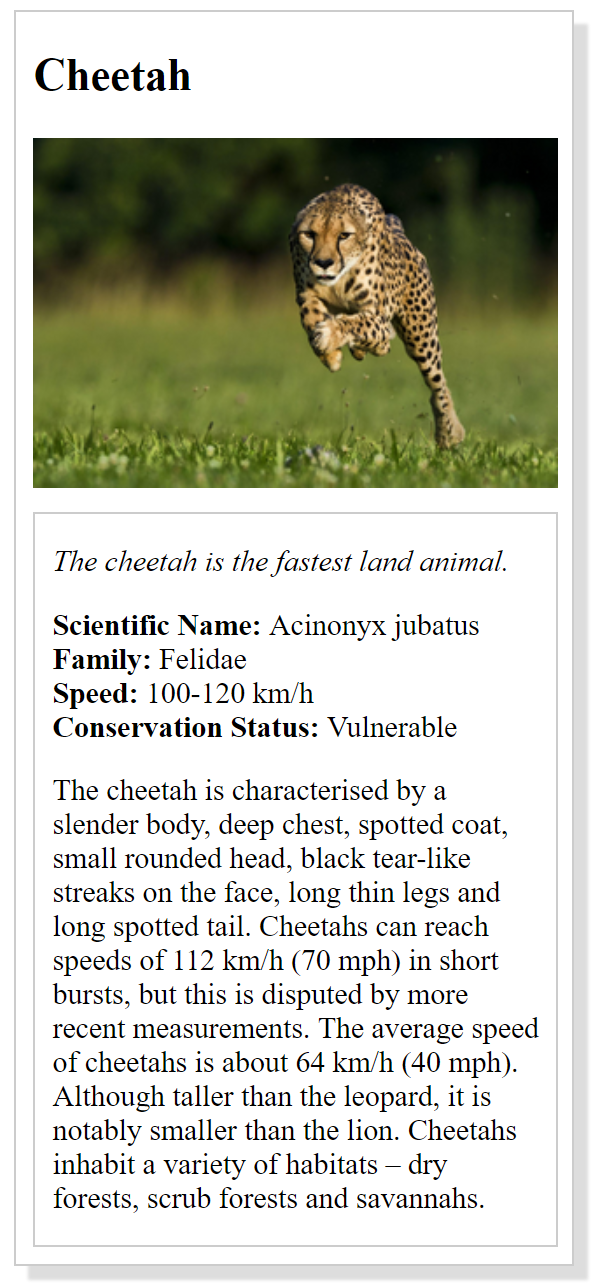 Cheetah
The cheetah is the fastest land animal.
Scientific Name: Acinonyx jubatus
Family: Felidae
Speed: 100-120 km/h
Conservation Status: Vulnerable
The cheetah is characterised by a
slender body, deep chest, spotted coat,
small rounded head, black tear-like
streaks on the face, long thin legs and
long spotted tail. Cheetahs can reach
speeds of 112 km/h (70 mph) in short
bursts, but this is disputed by more
recent measurements. The average speed
of cheetahs is about 64 km/h (40 mph).
Although taller than the leopard, it is
notably smaller than the lion. Cheetahs
inhabit a variety of habitats – dry
forests, scrub forests and savannahs.